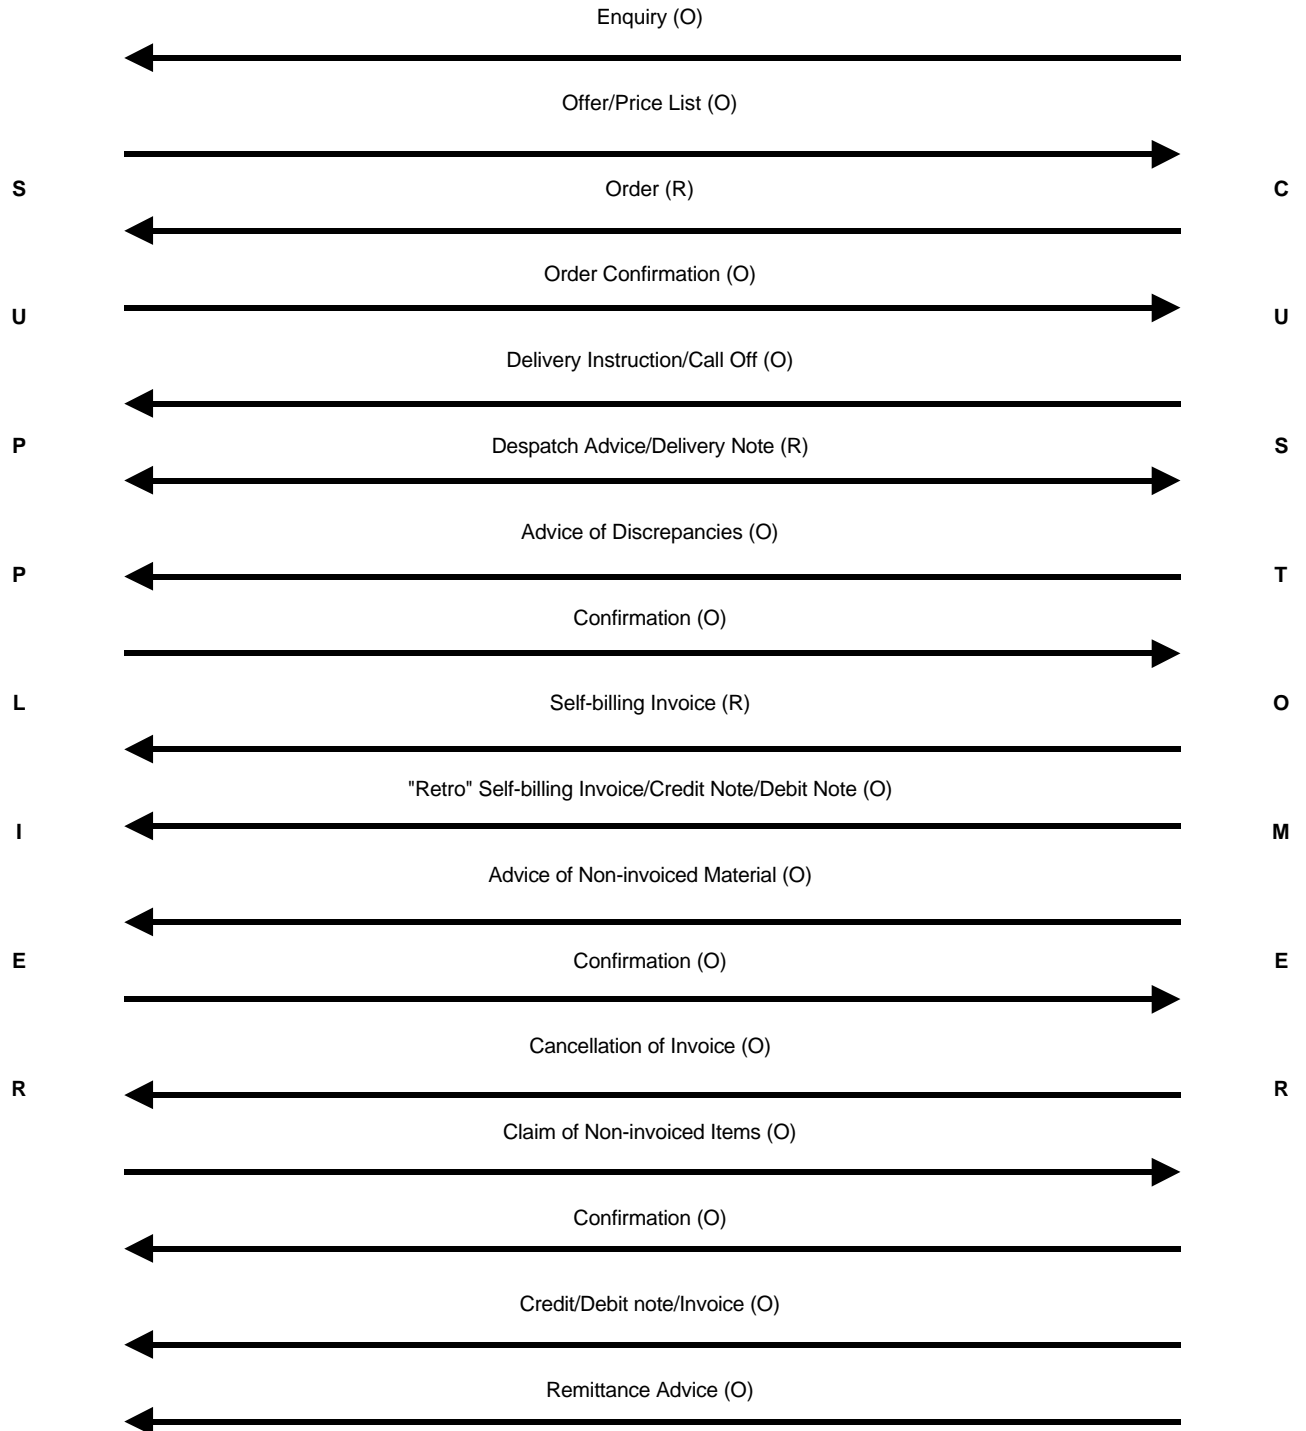 Enquiry (O)
Offer/Price List (O)
S
Order (R)
C
Order Confirmation (O)
U
U
Delivery Instruction/Call Off (O)
P
Despatch Advice/Delivery Note (R)
S
Advice of Discrepancies (O)
P
T
Confirmation (O)
L
Self-billing Invoice (R)
O
"Retro" Self-billing Invoice/Credit Note/Debit Note (O)
I
M
Advice of Non-invoiced Material (O)
E
Confirmation (O)
E
Cancellation of Invoice (O)
R
R
Claim of Non-invoiced Items (O)
Confirmation (O)
Credit/Debit note/Invoice (O)
Remittance Advice (O)